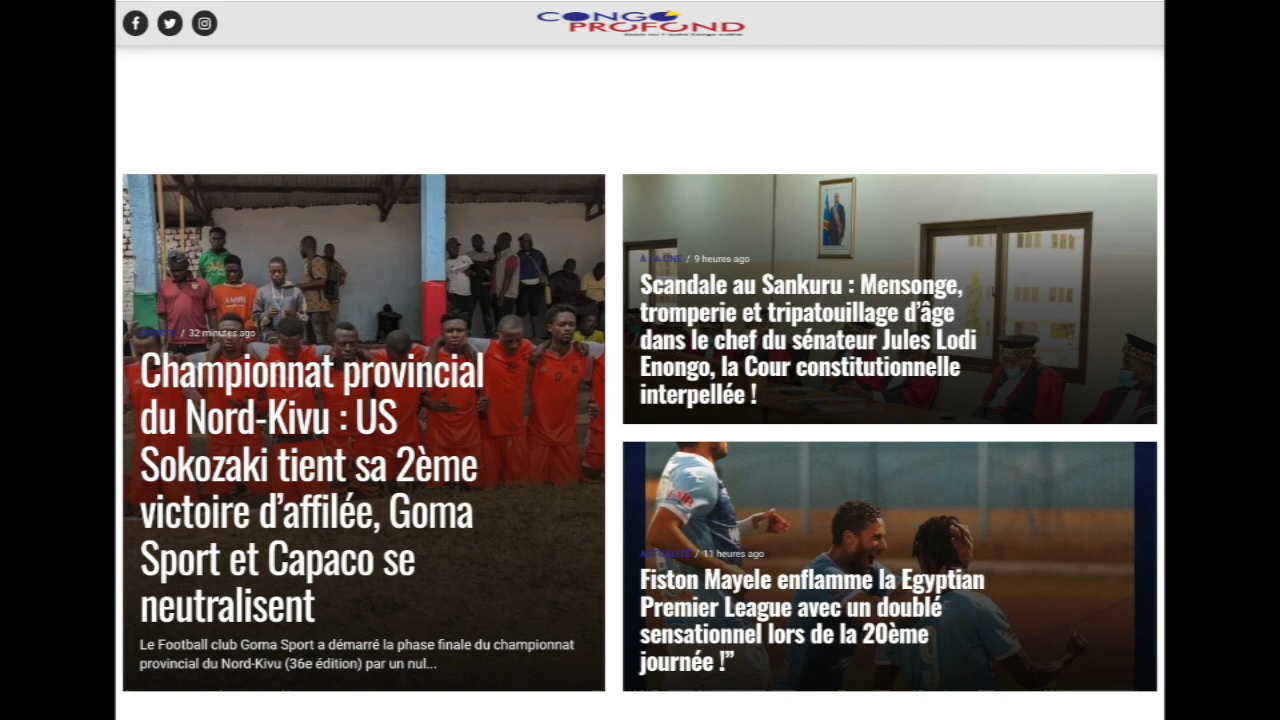 CONGO
PROFOND
/ 32 minutes ago
Championnat provincial
du Nord-Kivu : US
Sokozaki tient sa 2ème
victoire d’affilée, Goma
Sport et Capaco se
neutralisent
Le Football club Goma Sport a démarré la phase finale du championnat
provincial du Nord-Kivu (36e édition) par un nul...
À LA UNE / 9 heures ago
Scandale au Sankuru : Mensonge,
tromperie et tripatouillage d’âge
dans le chef du sénateur Jules Lodi
Enongo, la Cour constitutionnelle
interpellée !
ACTUALITÉ / 11 heures ago
Fiston Mayele enflamme la Egyptian
Premier League avec un doublé
sensationnel lors de la 20ème
journée !”